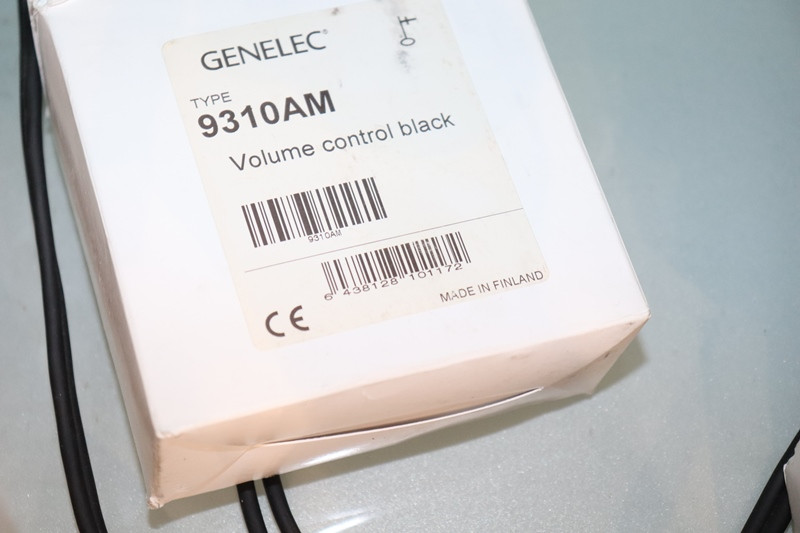 GENELEC®
TYPE
9310AM
Volume control black
9310AM
6 438128 101172
MADE IN FINLAND
CE